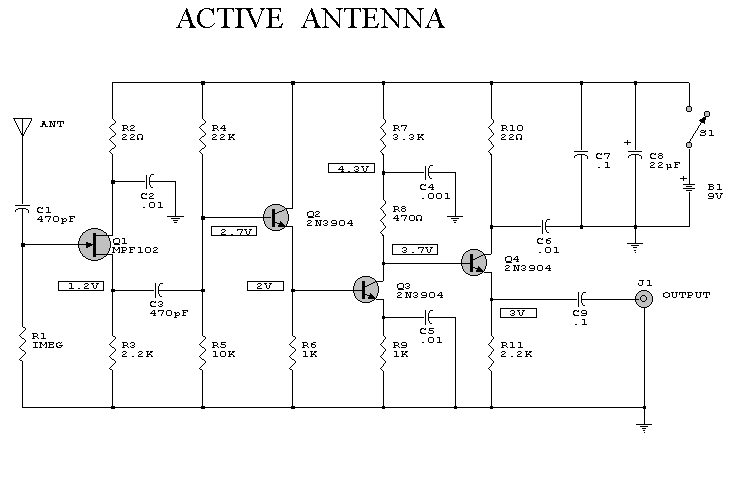 ACTIVE ANTENNA
ANT
C1
470pF
R1
1MEG
R2
22Ω
C2
.01
Q1
MPF102
1.2V
C3
470pF
R3
2.2K
R4
22K
2.7V
R5
10K
Q2
2N3904
2V
R6
1K
R7
3.3K
4.3V
C4
.001
R8
470Ω
3.7V
Q3
2N3904
C5
.01
R9
1K
R10
22Ω
Q4
2N3904
C6
.01
3V
R11
2.2K
C7
.1
+
C8
22µF
S1
+
B1
9V
C9
.1
J1
OUTPUT